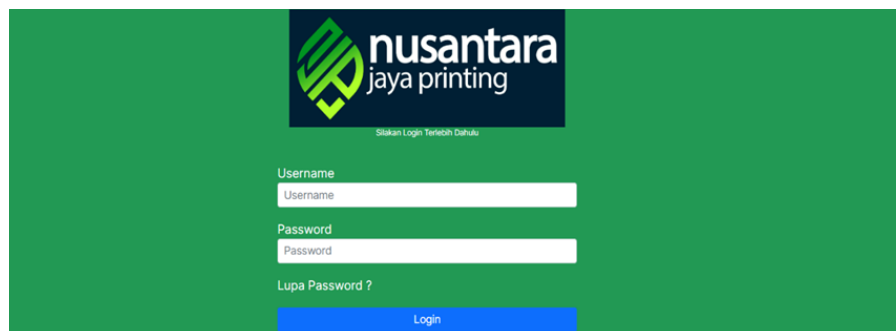 nusantara
jaya printing
Silakan Login Terlebih Dahulu
Username
Username
Password
Password
Lupa Password ?
Login